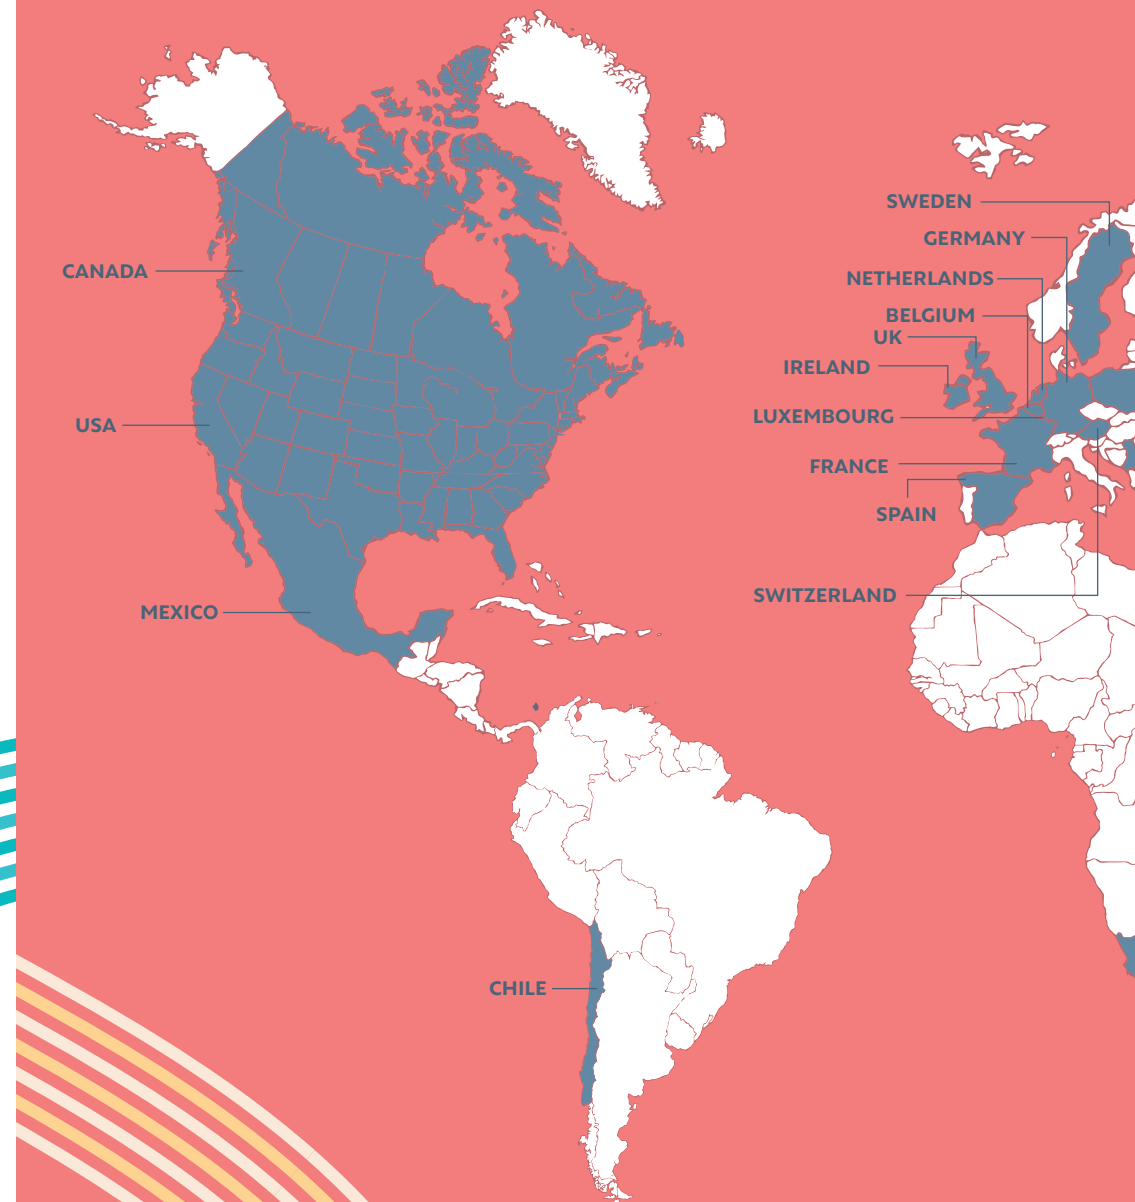 SWEDEN
GERMANY
CANADA
NETHERLANDS
BELGIUM
UK
IRELAND
LUXEMBOURG
USA
FRANCE
SPAIN
SWITZERLAND
MEXICO
CHILE